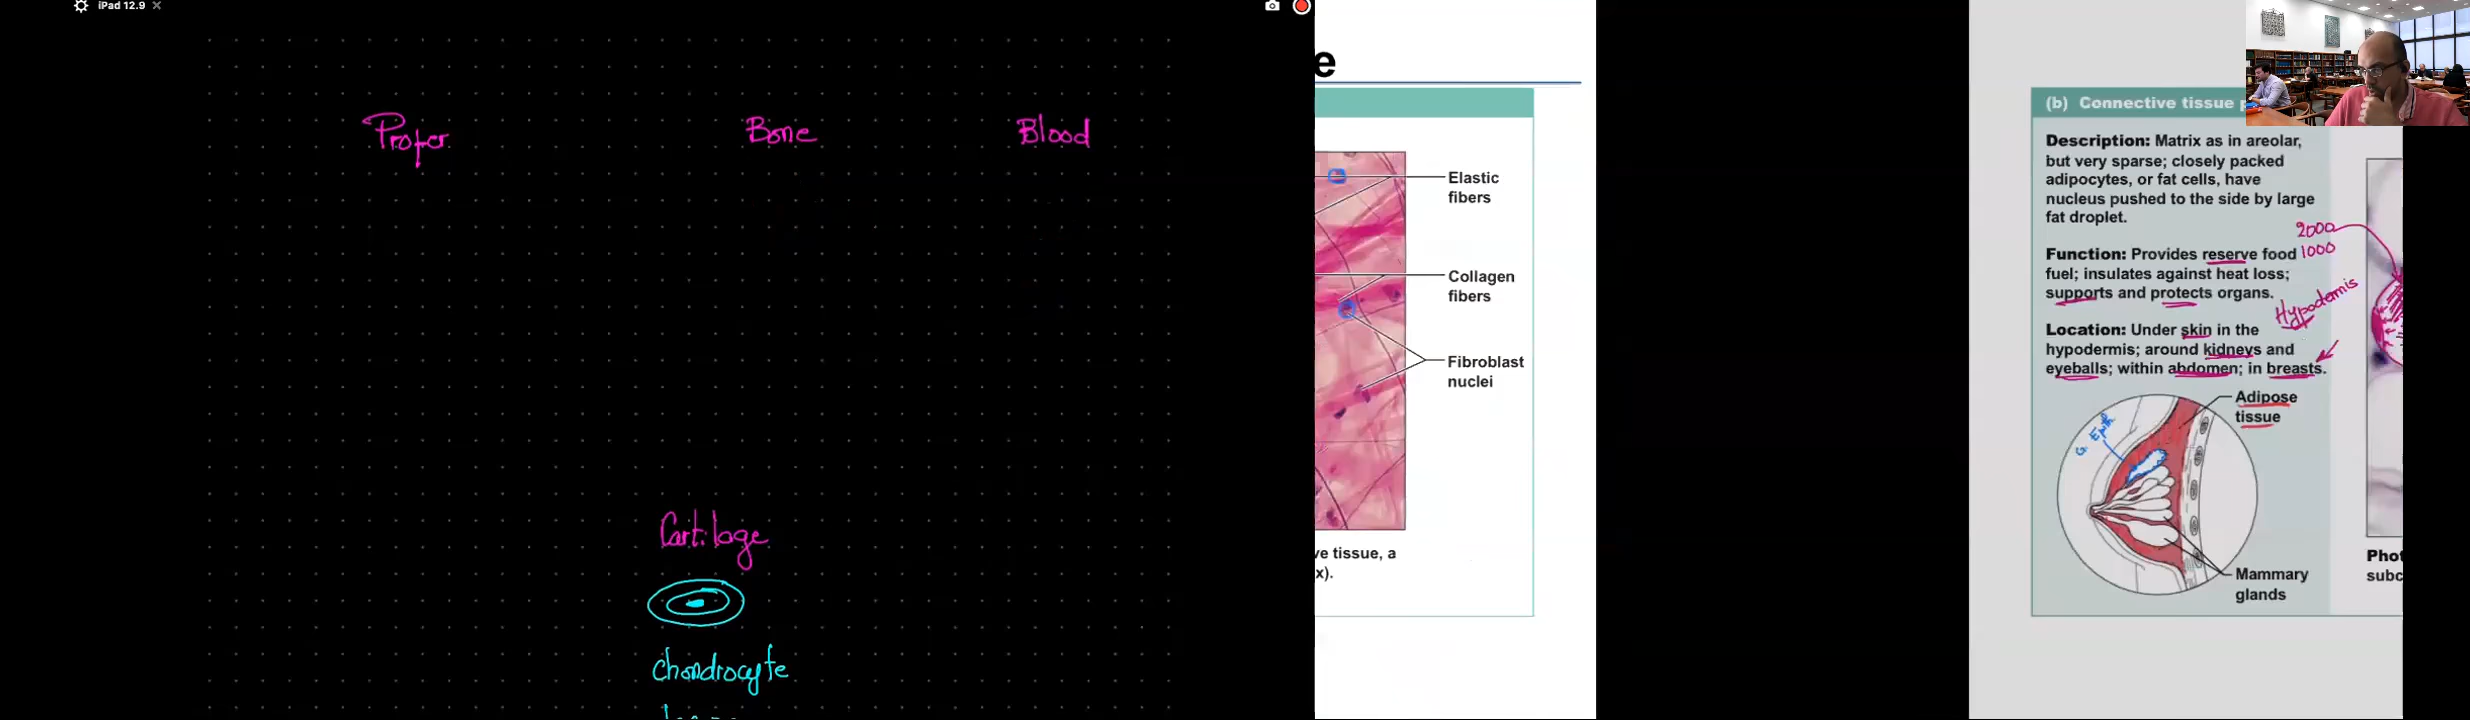 iPad 12.9
Proper
Bone
Blood
Cartilage
chondrocyte
e
Elastic
fibers
Collagen
fibers
Fibroblast
nuclei
ve tissue, a
x).
(b) Connective tissue
Description: Matrix as in areolar,
but very sparse; closely packed
adipocytes, or fat cells, have
nucleus pushed to the side by large
fat droplet.
2000
Function: Provides reserve food
1000
fuel; insulates against heat loss;
supports and protects organs.
Hypodermis
Location: Under skin in the
hypodermis; around kidneys and
eyeballs; within abdomen; in breasts.
Adipose
tissue
G. Epith
Mammary
glands
Phot
subc